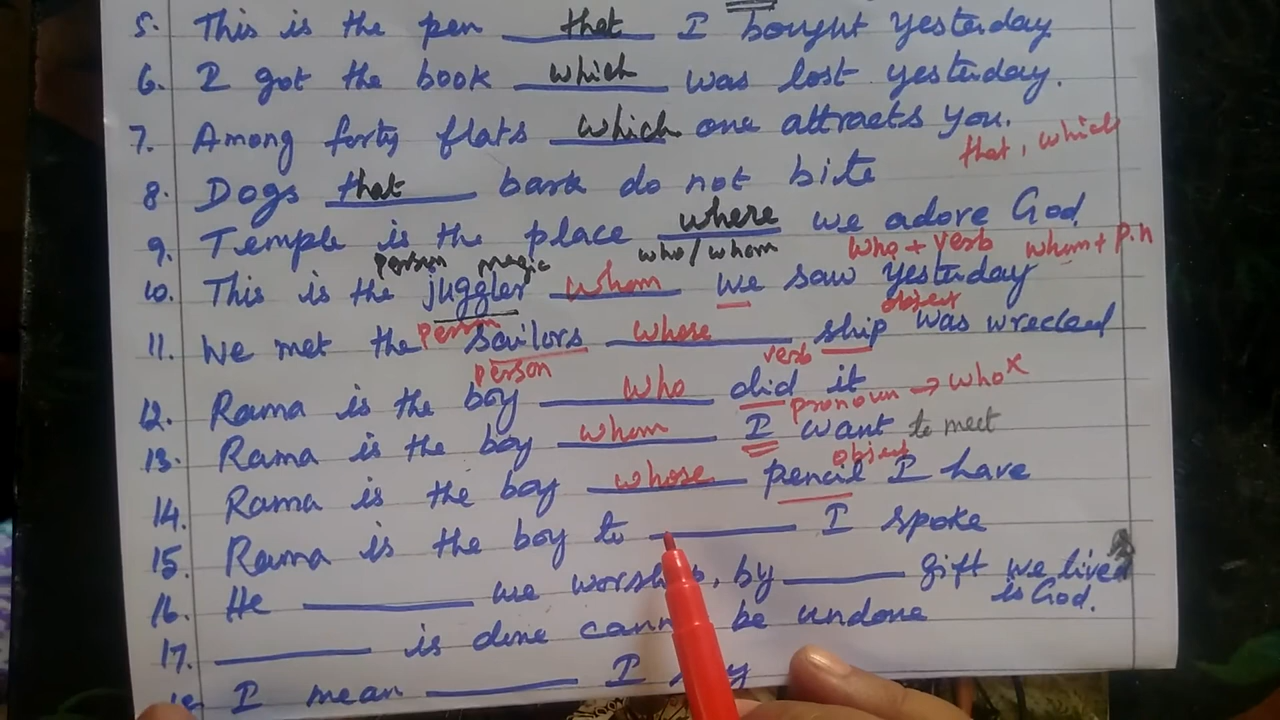 5. This is the pen that I bought yesterday
6. I got the book which was lost yesterday.
7. Among forty flats which one attracts you.
that, which
8. Dogs that bark do not bite
9. Temple is the place where we adore God
person magic who/whom who + verb whom + P.N
10. This is the juggler whom we saw yesterday
person object
11. We met the sailors whose ship was wrecked
person verb
12. Rama is the boy who did it
pronoun → who x
13. Rama is the boy whom I want to meet
object
14. Rama is the boy whose pencil I have
15. Rama is the boy to ______ I spoke
16. He ______ we worship, by ______ gift we live
is God.
17. ______ is done be undone
I mean ______ I